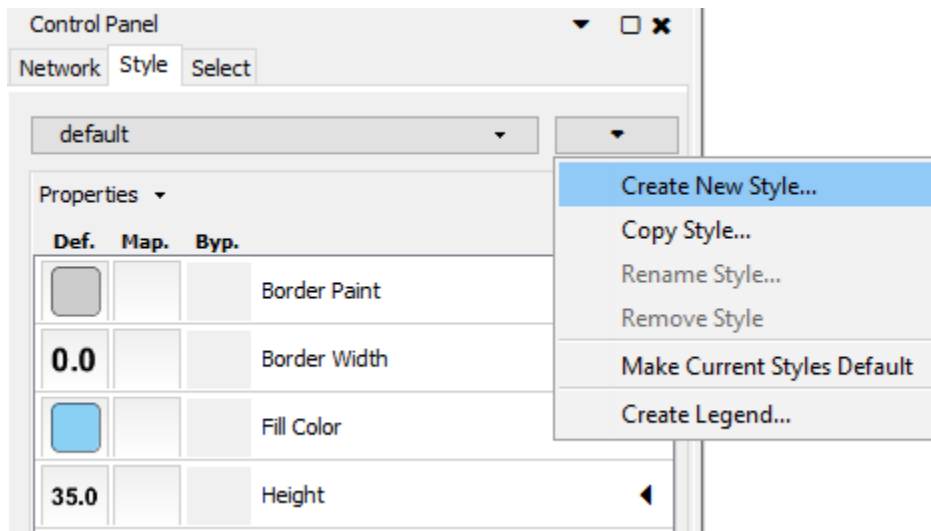 Control Panel
Network Style Select
default
Create New Style...
Properties
Copy Style...
Def. Map. Byp.
Rename Style...
Border Paint
Remove Style
0.0 Border Width
Make Current Styles Default
Create Legend...
Fill Color
35.0 Height